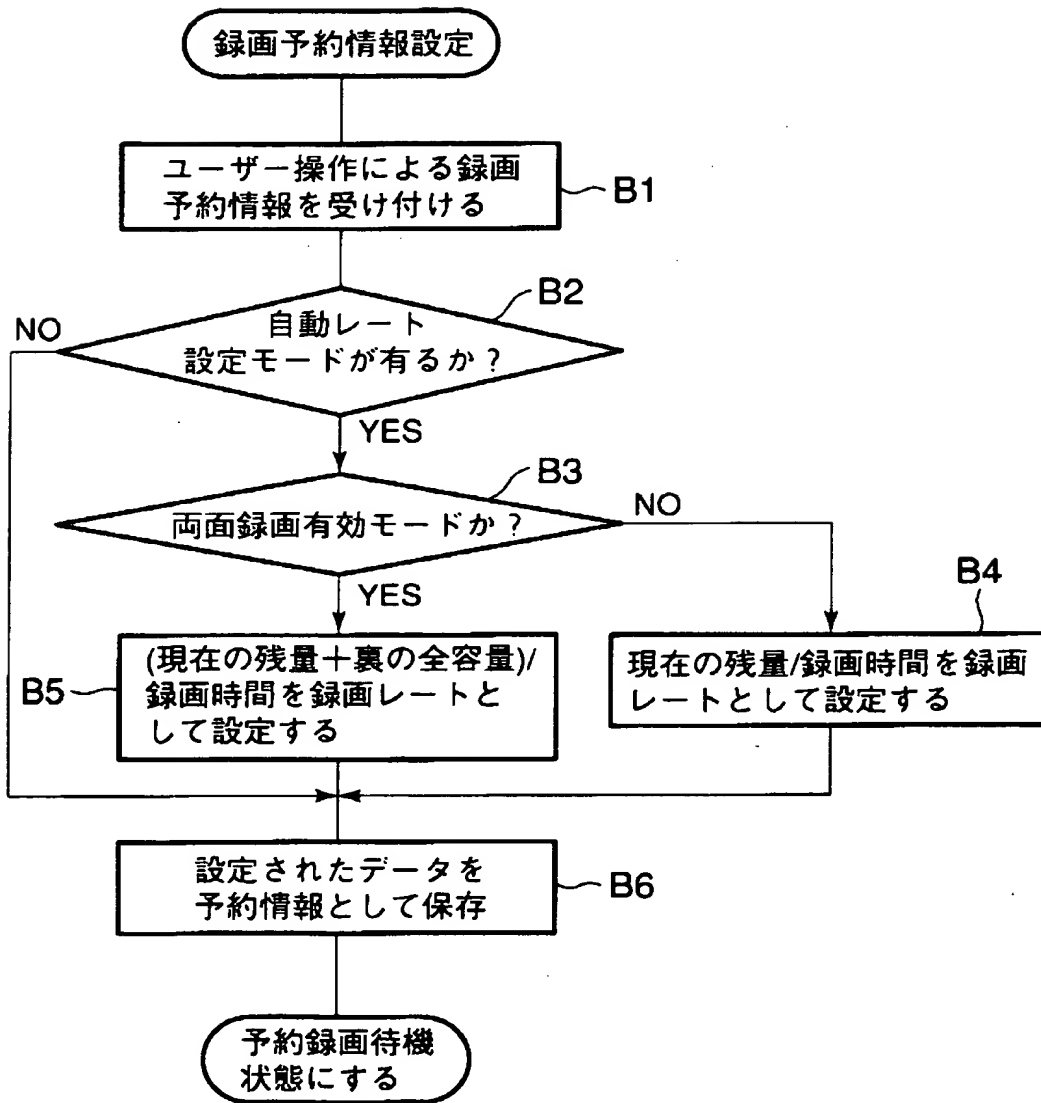 録画予約情報設定
ユーザー操作による録画
予約情報を受け付ける
B1
B2
NO
自動レート
設定モードが有るか？
YES
B3
両面録画有効モードか？
NO
YES
B4
(現在の残量＋裏の全容量)/
録画時間を録画レートと
して設定する
B5
現在の残量/録画時間を録画
レートとして設定する
設定されたデータを
予約情報として保存
B6
予約録画待機
状態にする